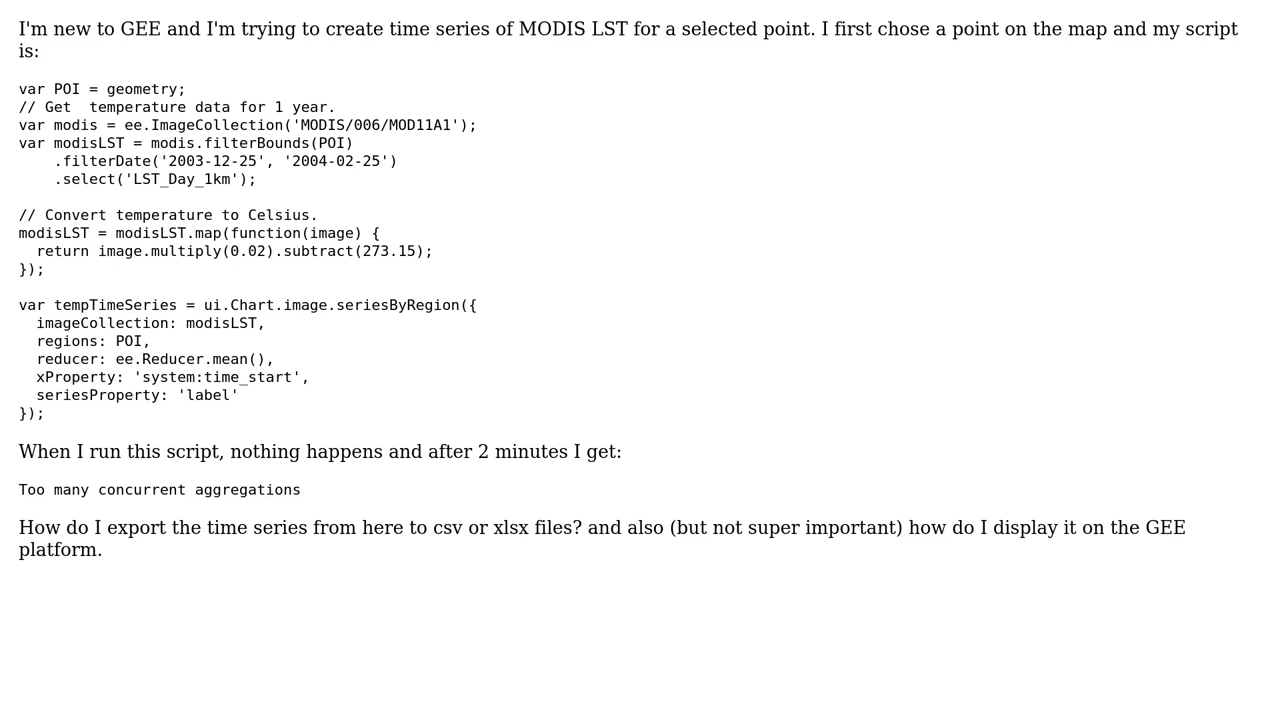 I'm new to GEE and I'm trying to create time series of MODIS LST for a selected point. I first chose a point on the map and my script
is:
var POI = geometry;
// Get  temperature data for 1 year.
var modis = ee.ImageCollection('MODIS/006/MOD11A1');
var modisLST = modis.filterBounds(POI)
    .filterDate('2003-12-25', '2004-02-25')
    .select('LST_Day_1km');
// Convert temperature to Celsius.
modisLST = modisLST.map(function(image) {
  return image.multiply(0.02).subtract(273.15);
});
var tempTimeSeries = ui.Chart.image.seriesByRegion({
  imageCollection: modisLST,
  regions: POI,
  reducer: ee.Reducer.mean(),
  xProperty: 'system:time_start',
  seriesProperty: 'label'
});
When I run this script, nothing happens and after 2 minutes I get:
Too many concurrent aggregations
How do I export the time series from here to csv or xlsx files? and also (but not super important) how do I display it on the GEE
platform.